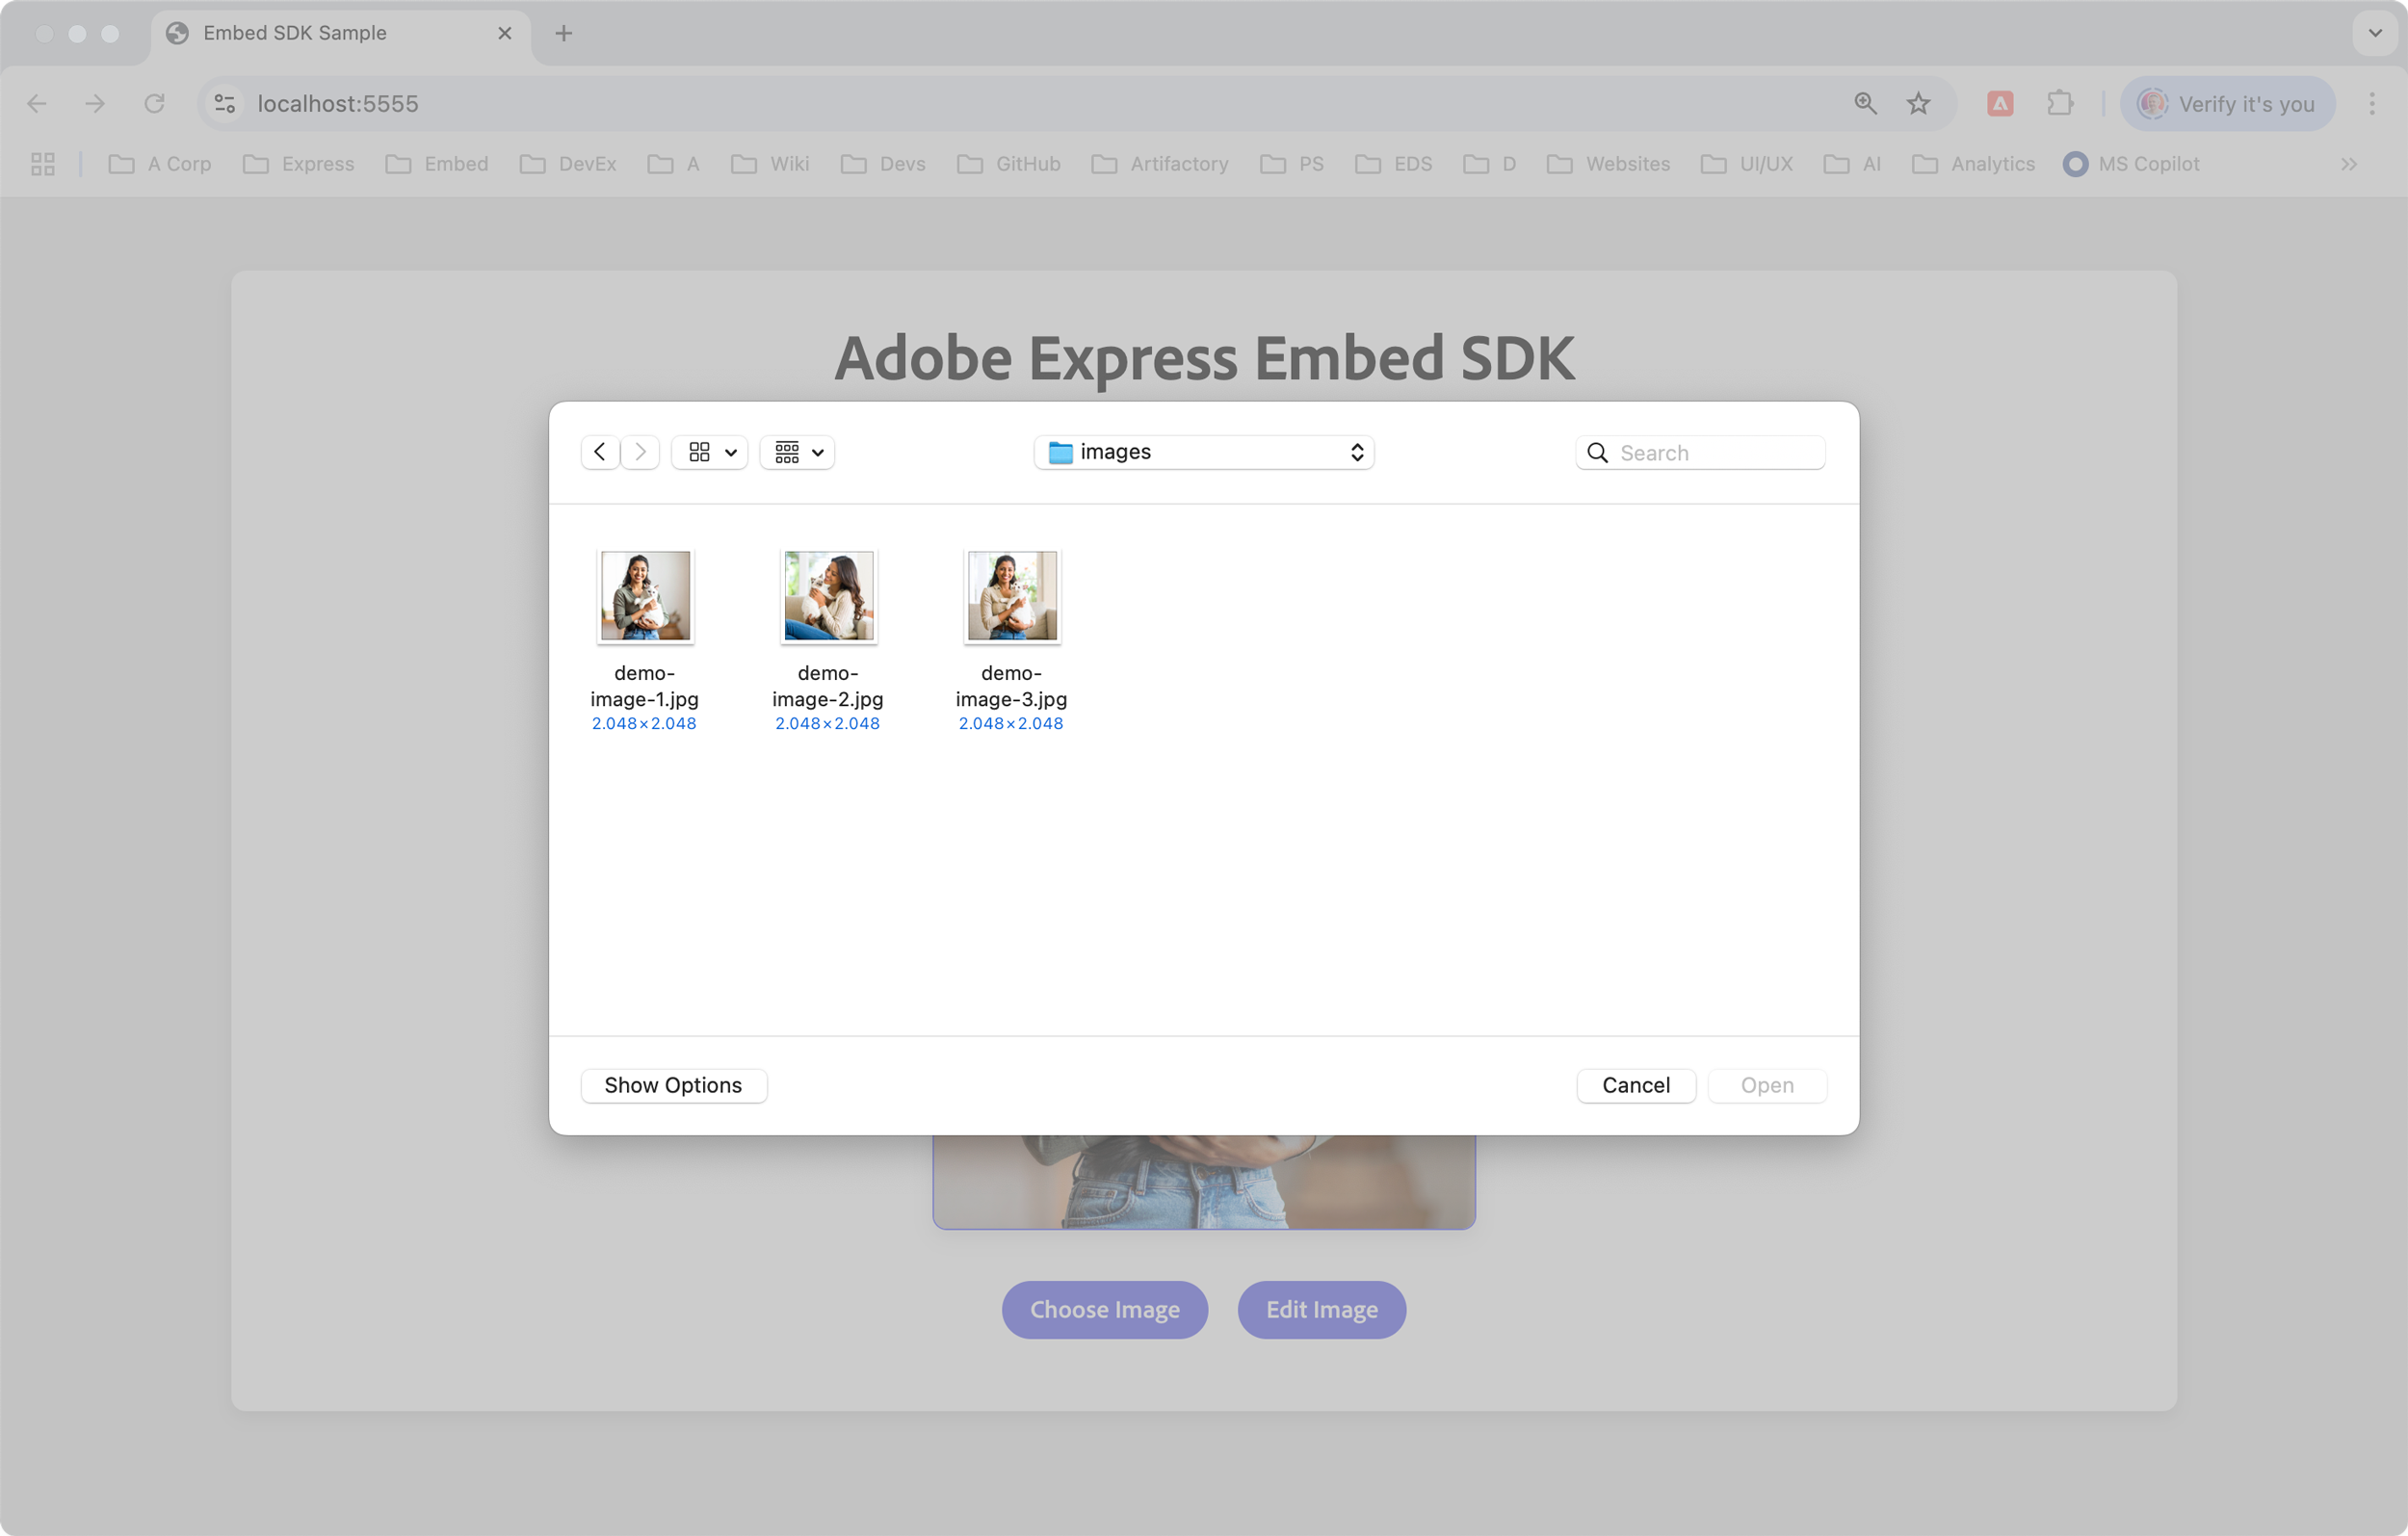 Embed SDK Sample
localhost:5555
Verify it's you
A Corp Express Embed DevEx A Wiki Devs GitHub Artifactory PS EDS D Websites UI/UX AI Analytics MS Copilot
Adobe Express Embed SDK
images
Search
demo-
image-1.jpg
2.048×2.048
demo-
image-2.jpg
2.048×2.048
demo-
image-3.jpg
2.048×2.048
Show Options
Cancel
Open
Choose Image
Edit Image